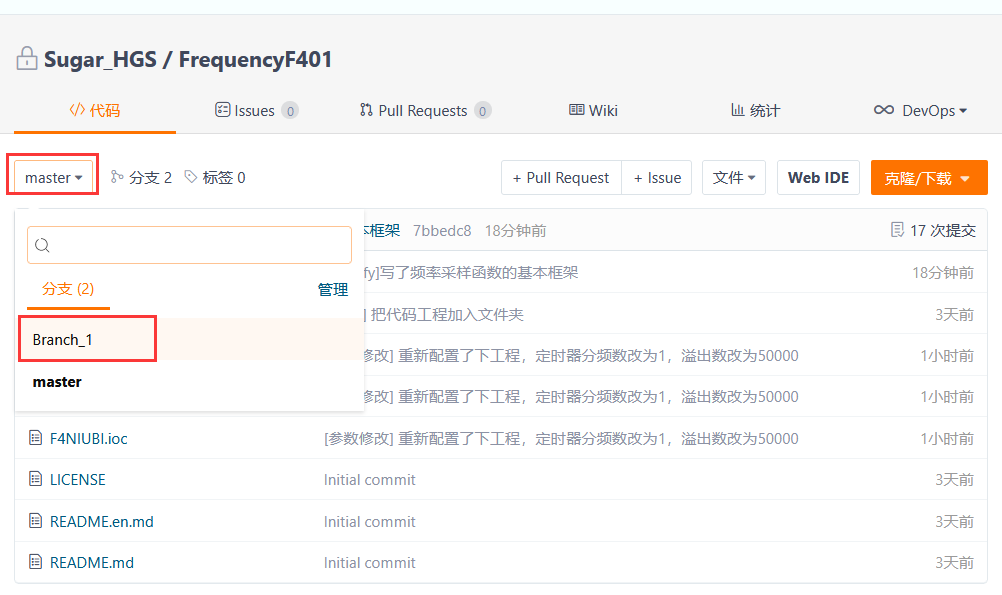 Sugar_HGS / FrequencyF401
代码 Issues 0 Pull Requests 0 Wiki 统计 DevOps
master 分支 2 标签 0 + Pull Request + Issue 文件 Web IDE 克隆/下载
本框架 7bbedc8 18分钟前 17 次提交
fy]写了频率采样函数的基本框架 18分钟前
分支 (2) 管理
] 把代码工程加入文件夹 3天前
Branch_1
修改] 重新配置了下工程，定时器分频数改为1，溢出数改为50000 1小时前
master
修改] 重新配置了下工程，定时器分频数改为1，溢出数改为50000 1小时前
F4NIUBI.ioc [参数修改] 重新配置了下工程，定时器分频数改为1，溢出数改为50000 1小时前
LICENSE Initial commit 3天前
README.en.md Initial commit 3天前
README.md Initial commit 3天前